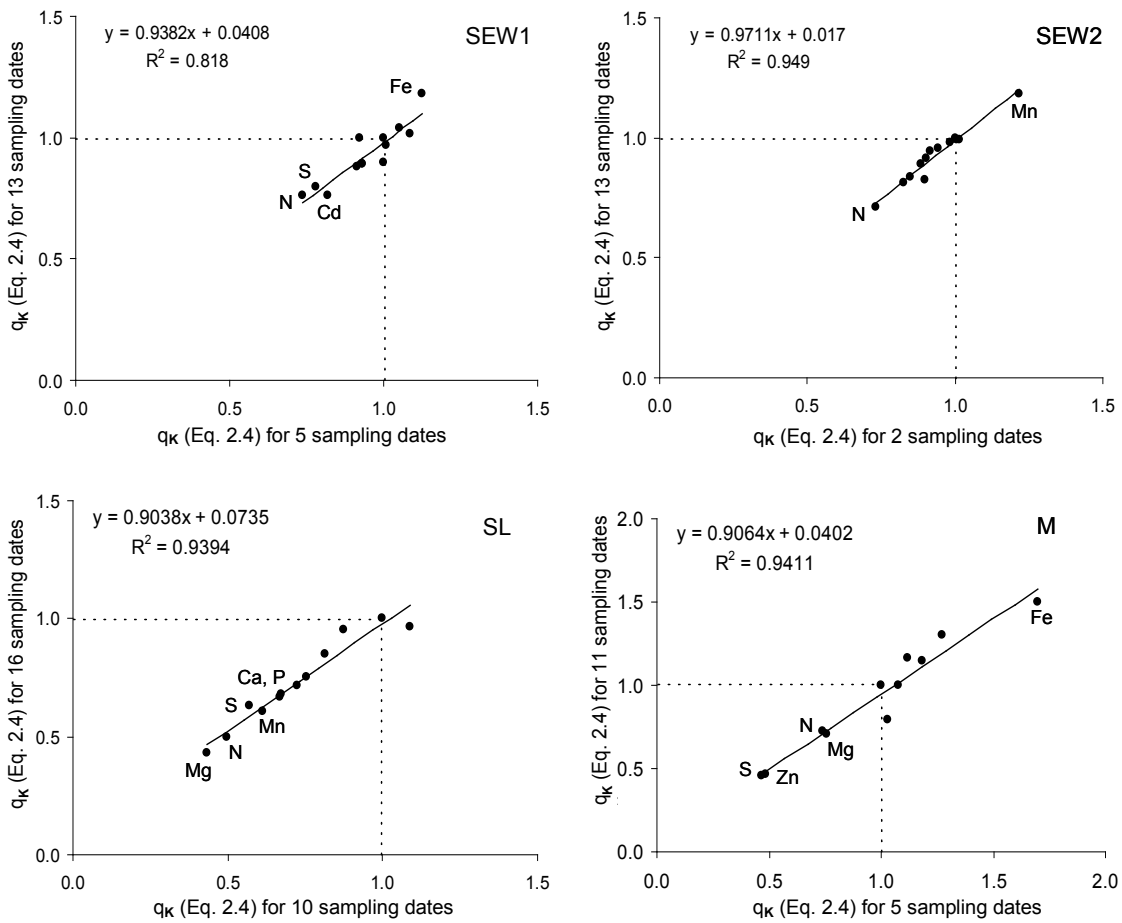 y = 0.9382x + 0.0408
R² = 0.818
SEW1
Fe
S
N
Cd
1.5
1.0
0.5
0.0
0.0 0.5 1.0 1.5
qK (Eq. 2.4) for 13 sampling dates
qK (Eq. 2.4) for 5 sampling dates
y = 0.9711x + 0.017
R² = 0.949
SEW2
Mn
N
1.5
1.0
0.5
0.0
0.0 0.5 1.0 1.5
qK (Eq. 2.4) for 13 sampling dates
qK (Eq. 2.4) for 2 sampling dates
y = 0.9038x + 0.0735
R² = 0.9394
SL
Ca, P
S
Mn
N
Mg
1.5
1.0
0.5
0.0
0.0 0.5 1.0 1.5
qK (Eq. 2.4) for 16 sampling dates
qK (Eq. 2.4) for 10 sampling dates
y = 0.9064x + 0.0402
R² = 0.9411
M
Fe
N
Mg
S
Zn
2.0
1.5
1.0
0.5
0.0
0.0 0.5 1.0 1.5 2.0
qK (Eq. 2.4) for 11 sampling dates
qK (Eq. 2.4) for 5 sampling dates